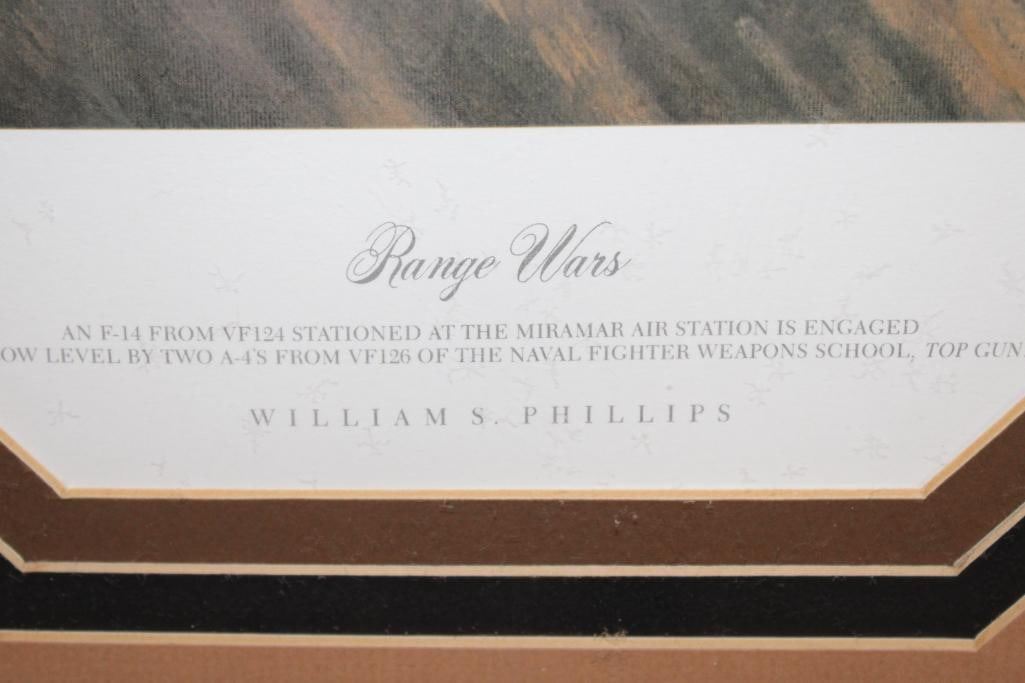 Range Wars
AN F-14 FROM VF124 STATIONED AT THE MIRAMAR AIR STATION IS ENGAGED
OW LEVEL BY TWO A-4'S FROM VF126 OF THE NAVAL FIGHTER WEAPONS SCHOOL, TOP GUN
WILLIAM S. PHILLIPS